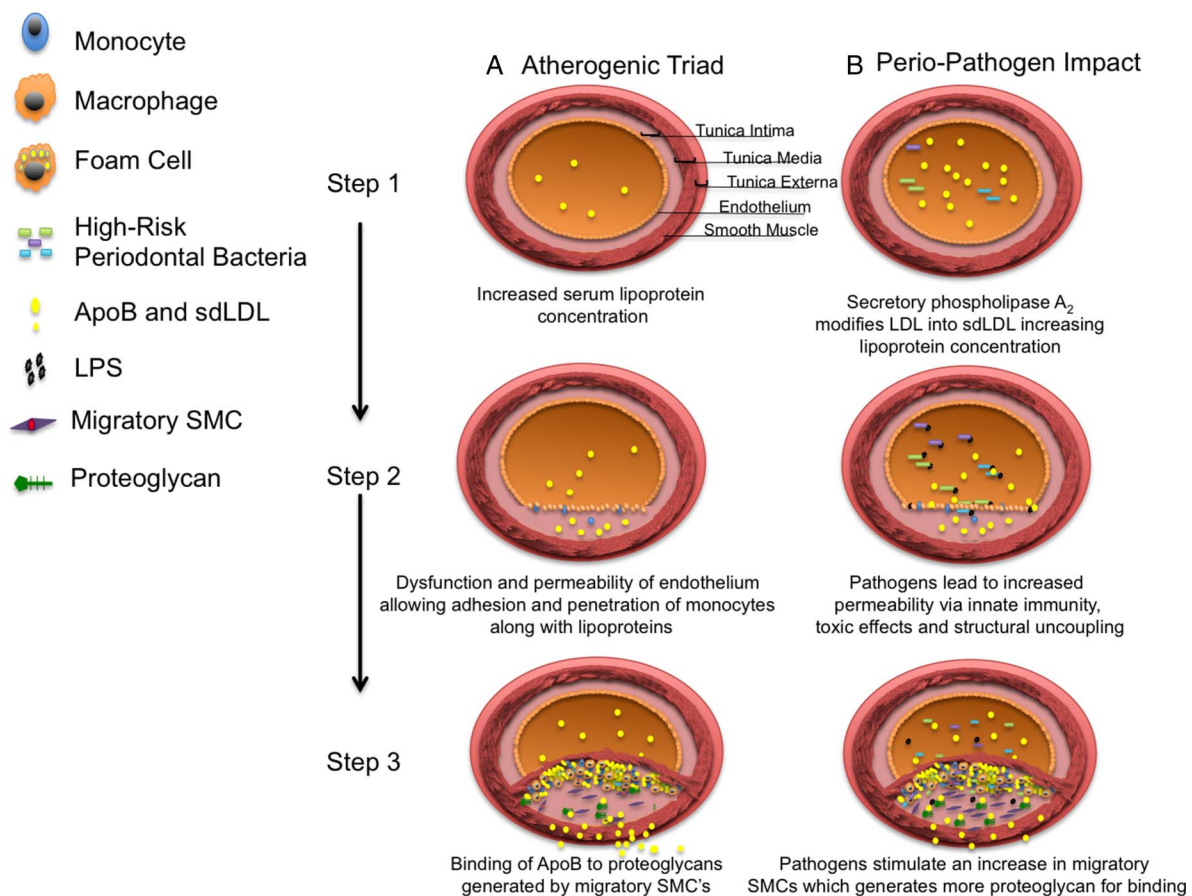 Monocyte
Macrophage
Foam Cell
High-Risk
Periodontal Bacteria
ApoB and sdLDL
LPS
Migratory SMC
Proteoglycan
Step 1
Step 2
Step 3
A Atherogenic Triad
Tunica Intima
Tunica Media
Tunica Externa
Endothelium
Smooth Muscle
Increased serum lipoprotein
concentration
Dysfunction and permeability of endothelium
allowing adhesion and penetration of monocytes
along with lipoproteins
Binding of ApoB to proteoglycans
generated by migratory SMC's
B Perio-Pathogen Impact
Secretory phospholipase A₂
modifies LDL into sdLDL increasing
lipoprotein concentration
Pathogens lead to increased
permeability via innate immunity,
toxic effects and structural uncoupling
Pathogens stimulate an increase in migratory
SMCs which generates more proteoglycan for binding